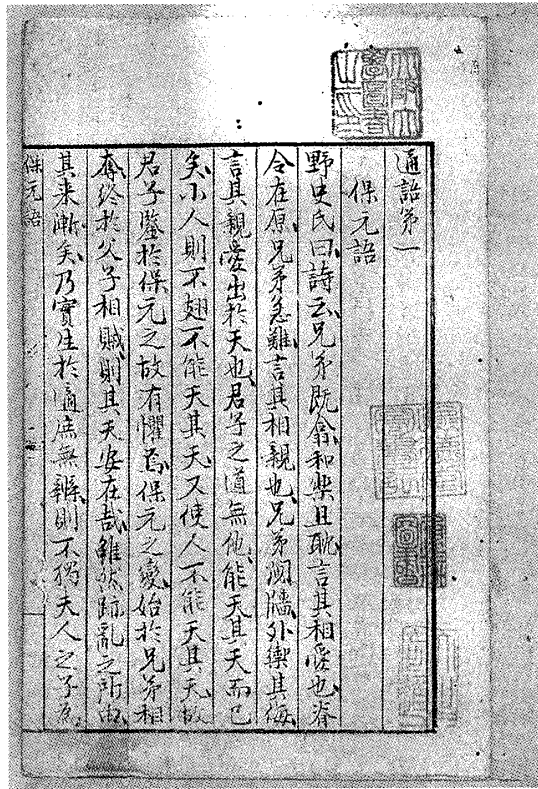 通語第一
保元語
野史氏曰詩云兄弟既翕和樂且耽言其相愛也脊
令在原兄弟急難言其相親也兄弟鬩牆外禦其侮
言其親愛出於天也君子之道無他能天其天而已
矣小人則不翅不能天其天又使人不能天其天故
君子鑒於保元之故有懼焉保元之變始於兄弟相
奪終於父子相賊則其天安在哉雖然跡亂之所由
其来漸矣乃實生於適庶無辨則不獨夫人之子焉
保元語